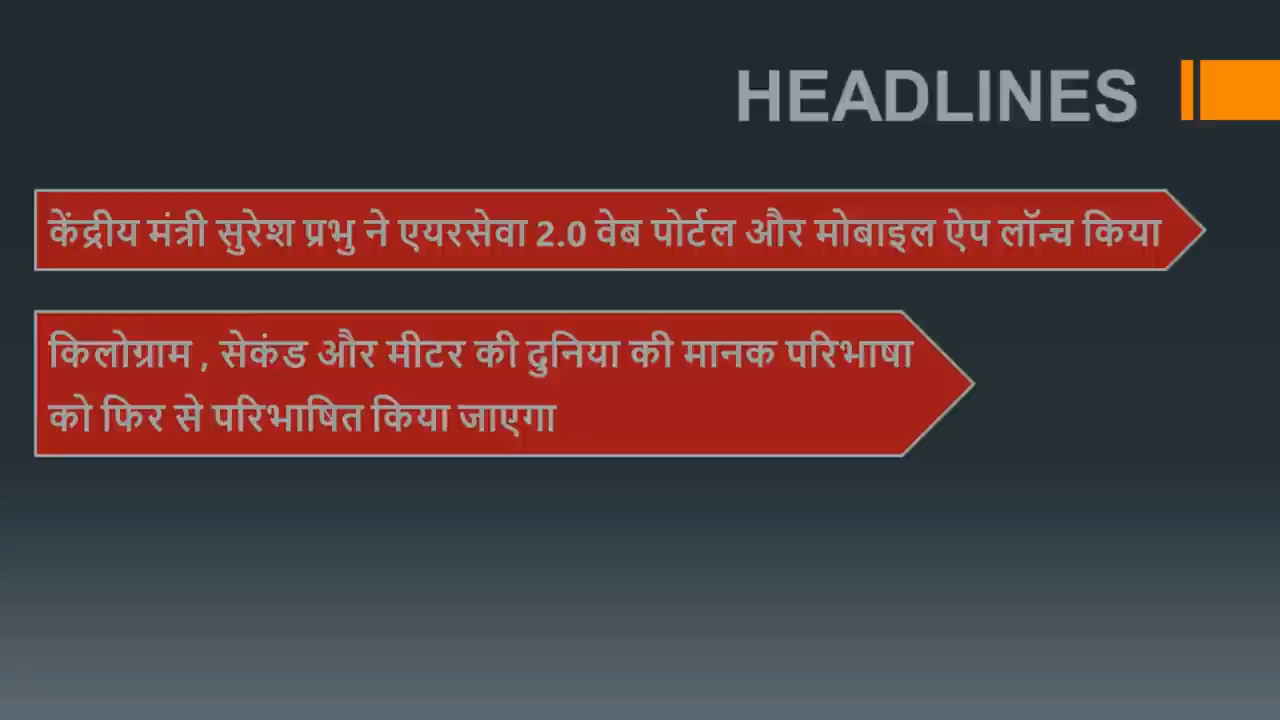 HEADLINES
केंद्रीय मंत्री सुरेश प्रभु ने एयरसेवा 2.0 वेब पोर्टल और मोबाइल ऐप लॉन्च किया
किलोग्राम , सेकंड और मीटर की दुनिया की मानक परिभाषा
को फिर से परिभाषित किया जाएगा